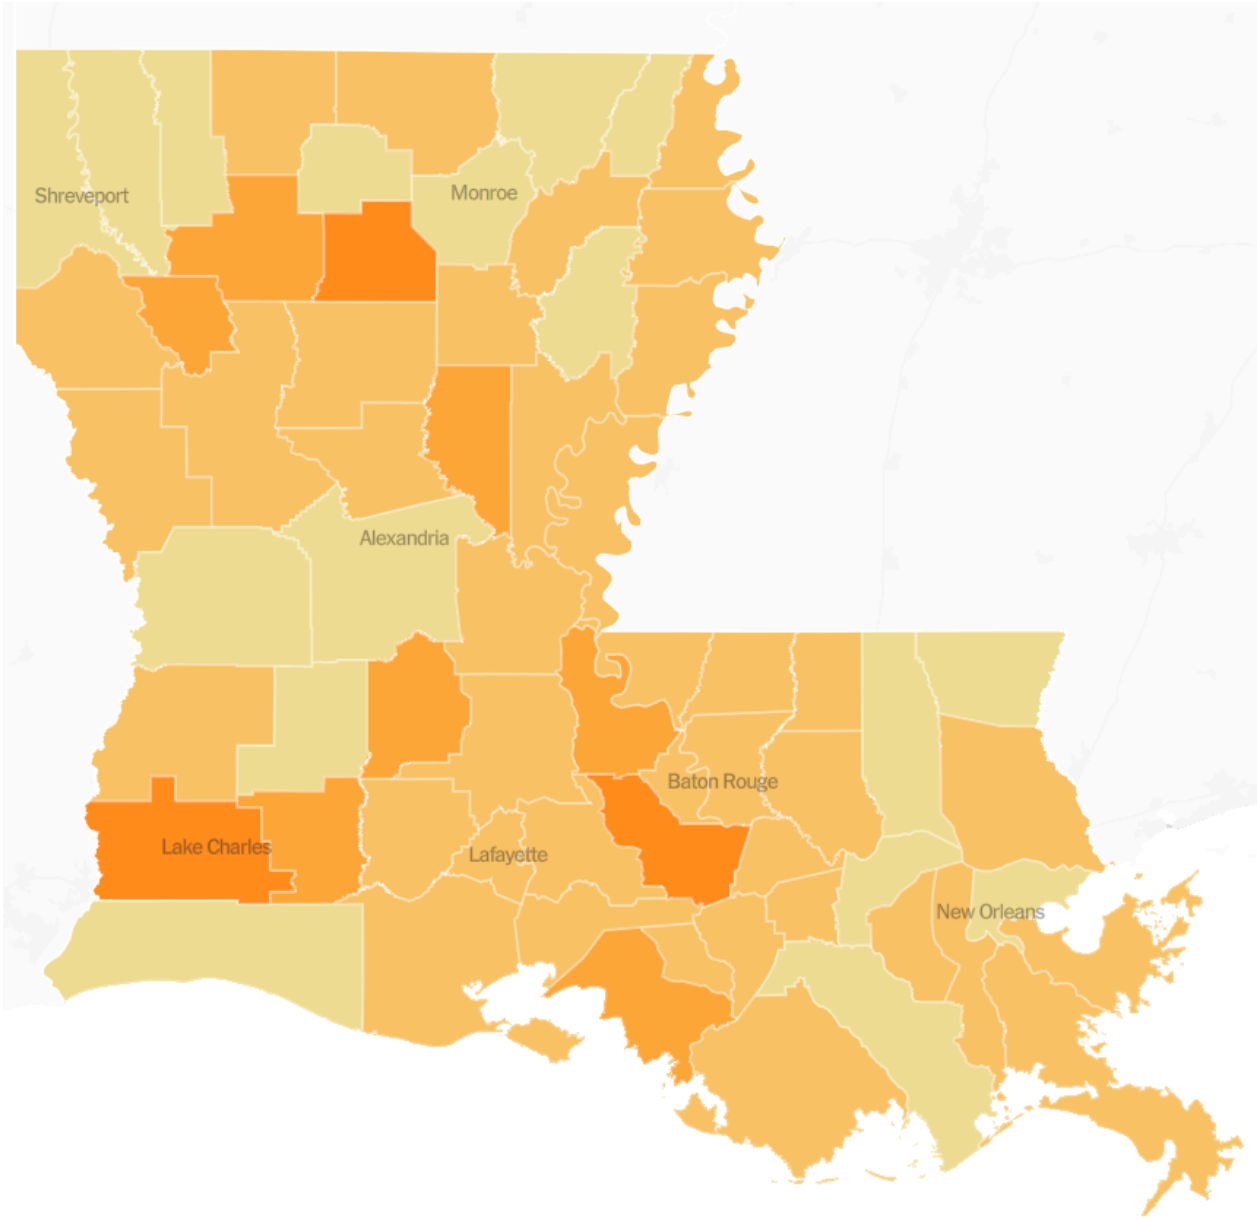 Shreveport
Monroe
Alexandria
Baton Rouge
Lake Charles
Lafayette
New Orleans